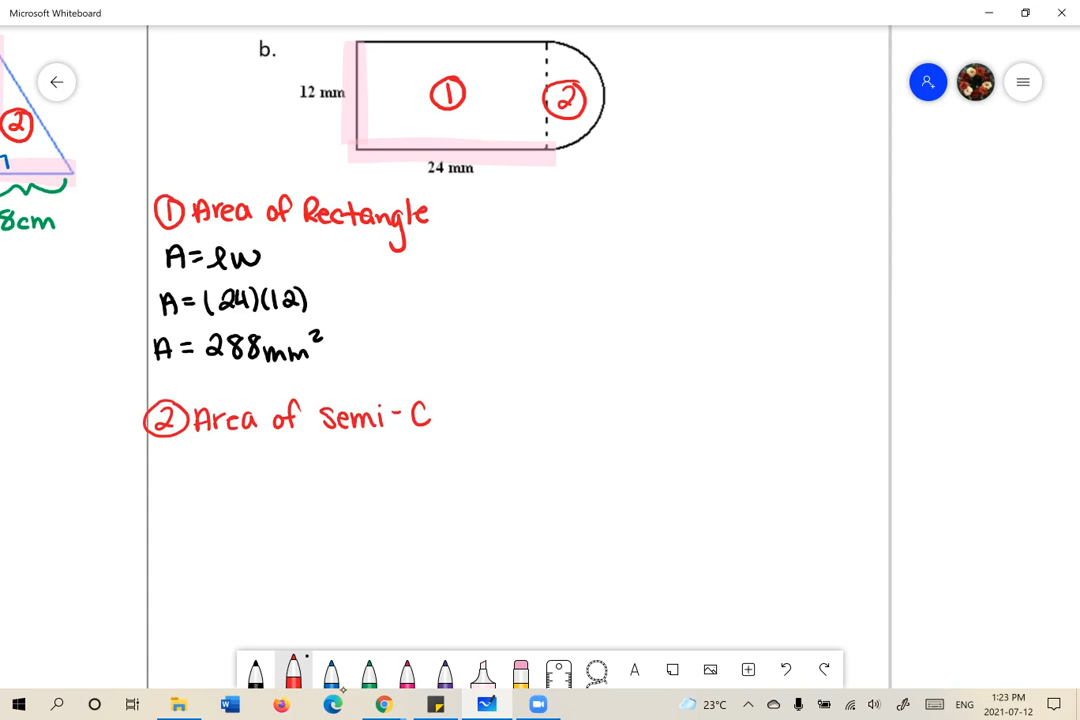 Microsoft Whiteboard
b.
①
②
12 mm
②
24 mm
8cm
① Area of Rectangle
A = lw
A = (24)(12)
A = 288mm²
② Area of semi-C
A
23°C
ENG
1:23 PM
2021-07-12